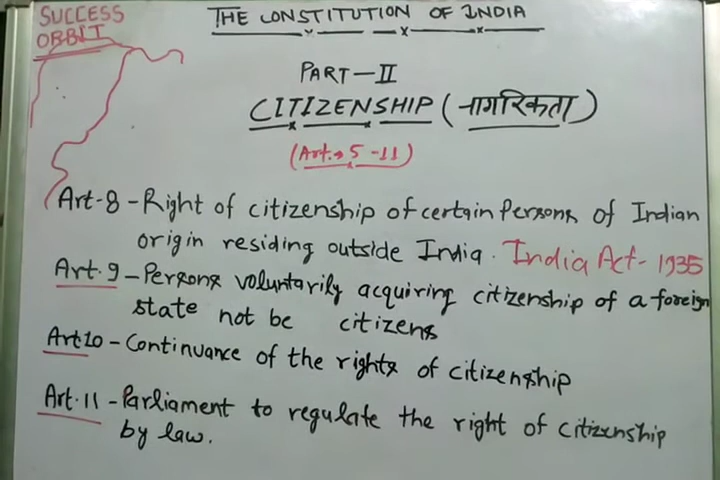 SUCCESS
ORBIT
THE CONSTITUTION OF INDIA
PART-II
CITIZENSHIP (नागरिकता)
(Art.→ 5-11)
Art-8 - Right of citizenship of certain Persons of Indian
origin residing outside India. India Act- 1935
Art.9 - Persons voluntarily acquiring citizenship of a foreign
state not be citizens
Art10 - Continuance of the rights of citizenship
Art.11 - Parliament to regulate the right of citizenship
by law.